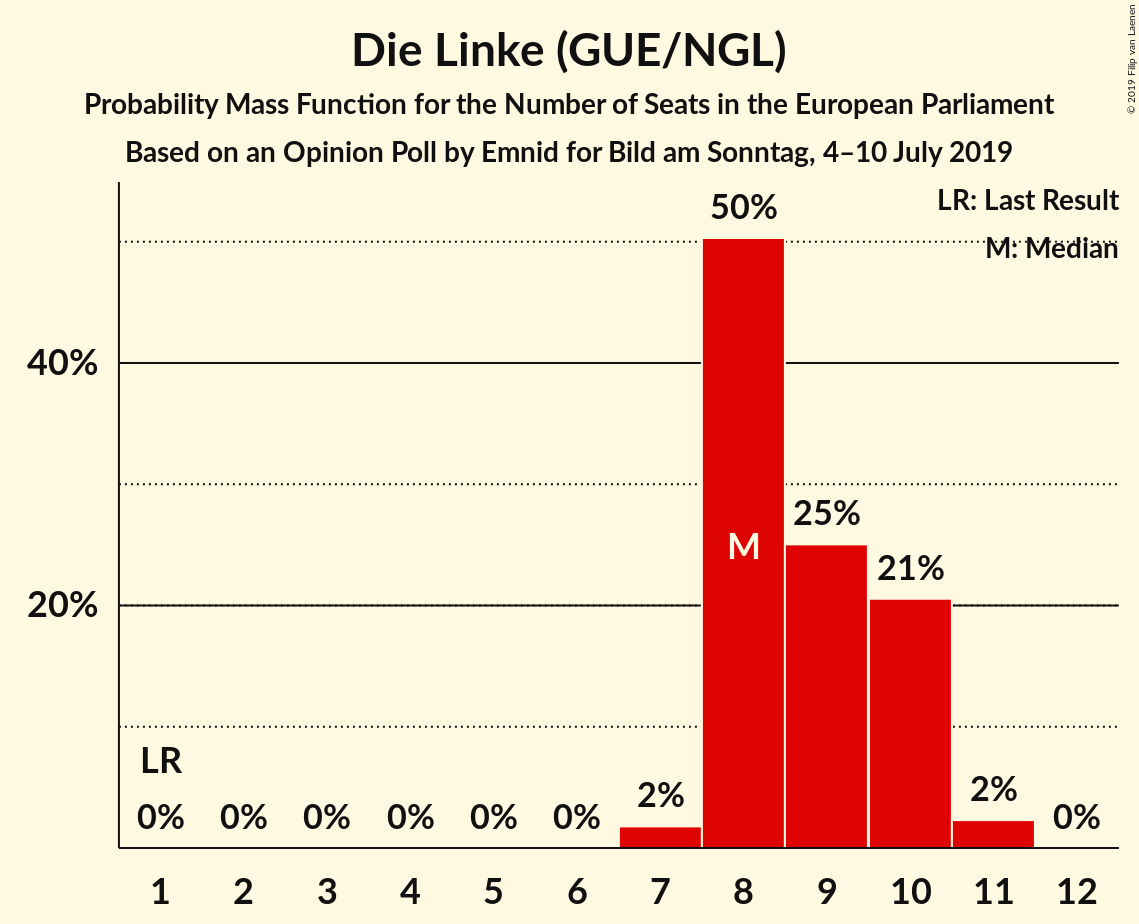 Die Linke (GUE/NGL)
Probability Mass Function for the Number of Seats in the European Parliament
Based on an Opinion Poll by Emnid for Bild am Sonntag, 4–10 July 2019
© 2019 Filip van Laenen
LR: Last Result
M: Median
50%
40%
25%
M
21%
20%
LR
0% 0% 0% 0% 0% 0% 2% 2% 0%
1 2 3 4 5 6 7 8 9 10 11 12